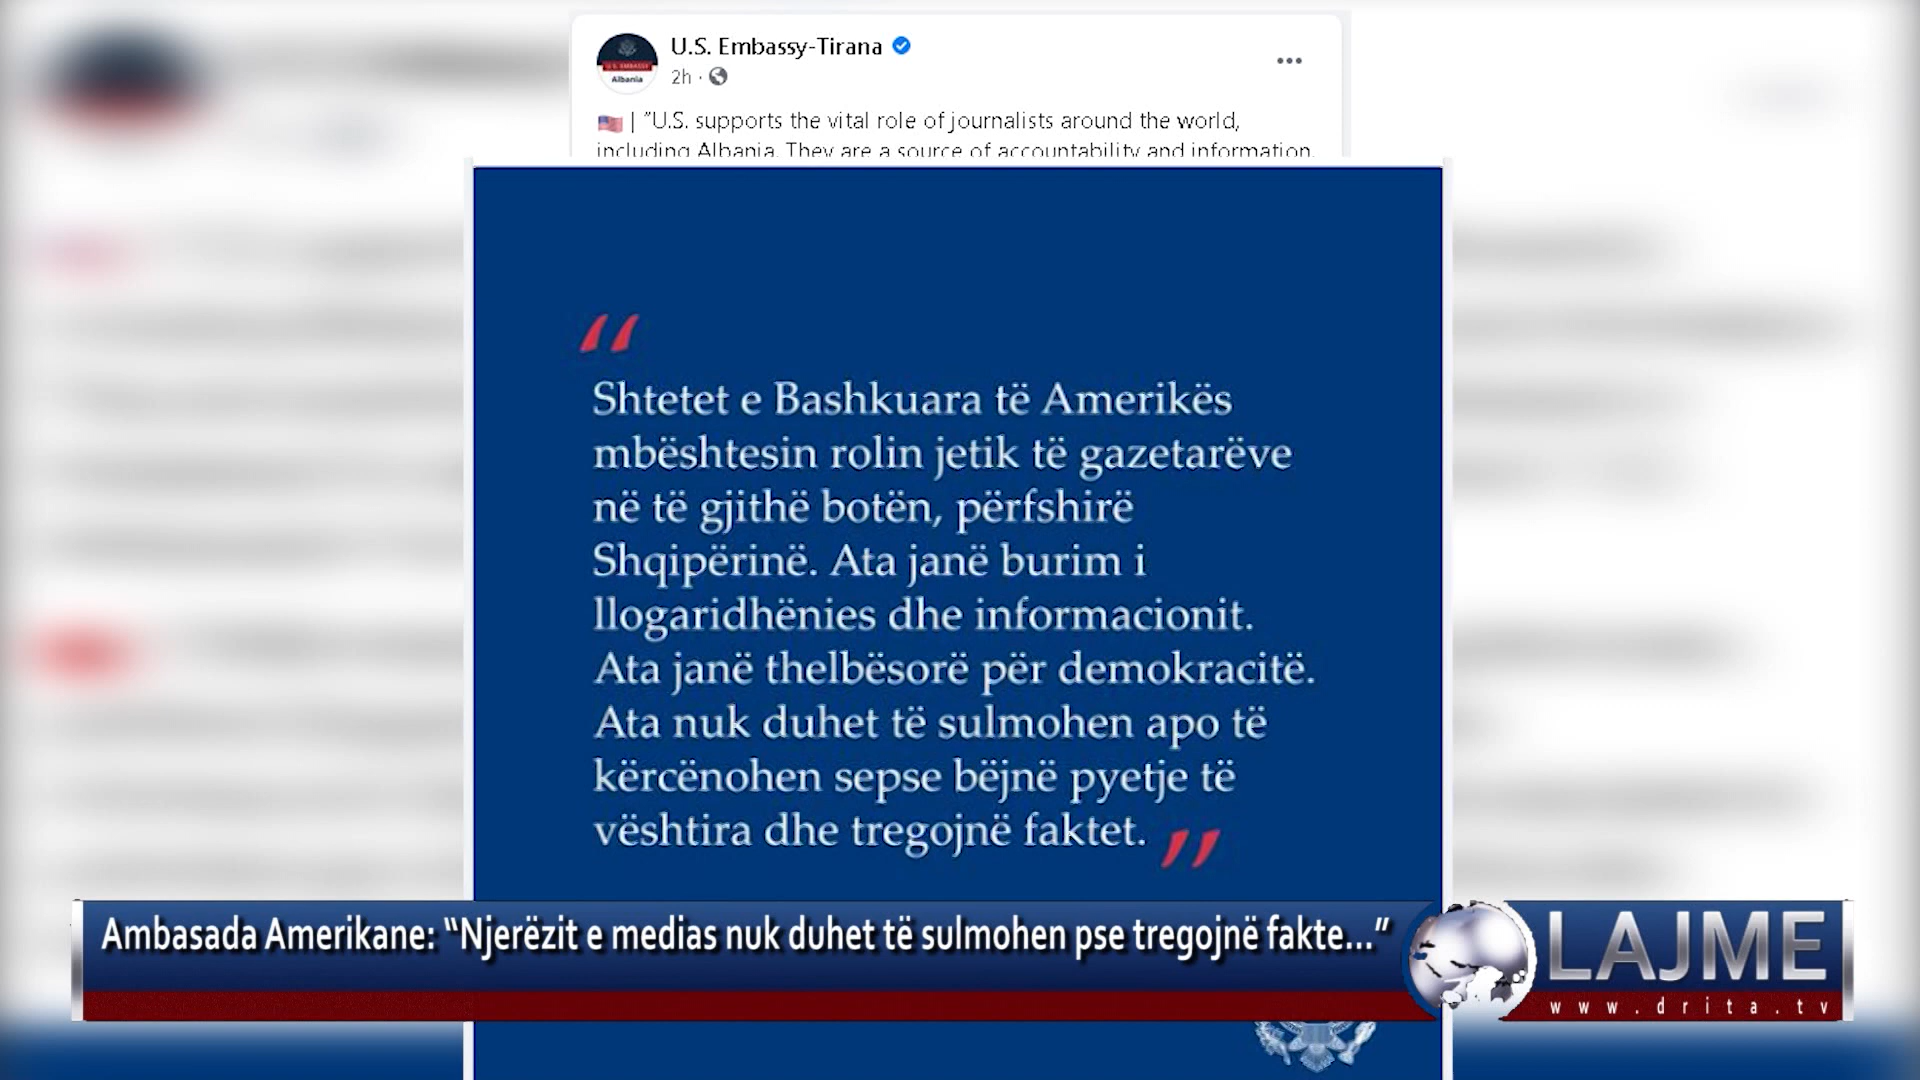 U.S. Embassy-Tirana
2h ·
| "U.S. supports the vital role of journalists around the world,
including Albania. They are a source of accountability and information.
U.S. EMBASSY
Albania
“
Shtetet e Bashkuara të Amerikës
mbështesin rolin jetik të gazetarëve
në të gjithë botën, përfshirë
Shqipërinë. Ata janë burim i
llogaridhënies dhe informacionit.
Ata janë thelbësorë për demokracitë.
Ata nuk duhet të sulmohen apo të
kërcënohen sepse bëjnë pyetje të
vështira dhe tregojnë faktet. ”
Ambasada Amerikane: “Njerëzit e medias nuk duhet të sulmohen pse tregojnë fakte...”
LAJME
www.drita.tv